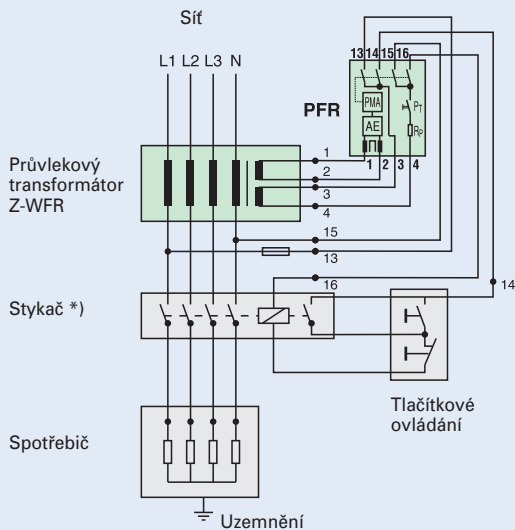 Síť
L1 L2 L3 N
13 14 15 16
PFR
PMA
PT
AE
RP
1 2 3 4
Průvlekový
transformátor
Z-WFR
1
2
3
4
15
13
16
14
Stykač *)
Tlačítkové
ovládání
Spotřebič
Uzemnění